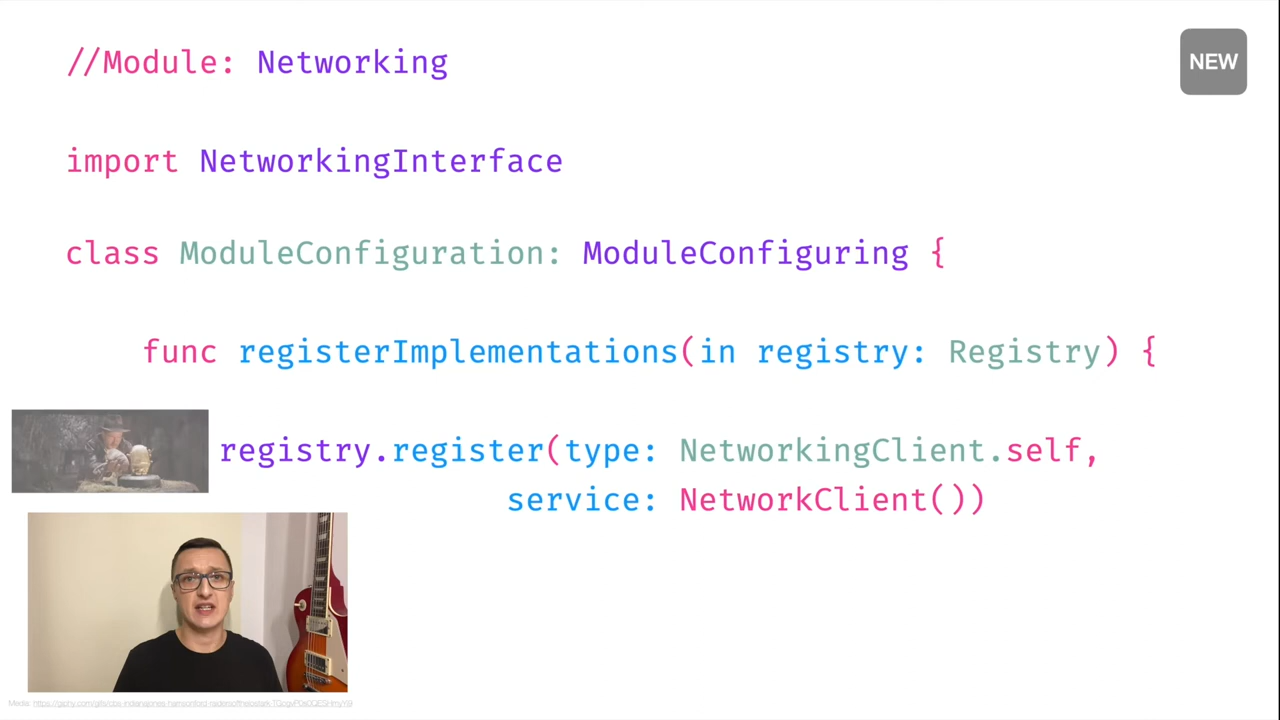 //Module: Networking
NEW
import NetworkingInterface
class ModuleConfiguration: ModuleConfiguring {
func registerImplementations(in registry: Registry) {
registry.register(type: NetworkingClient.self,
service: NetworkClient())
Media: